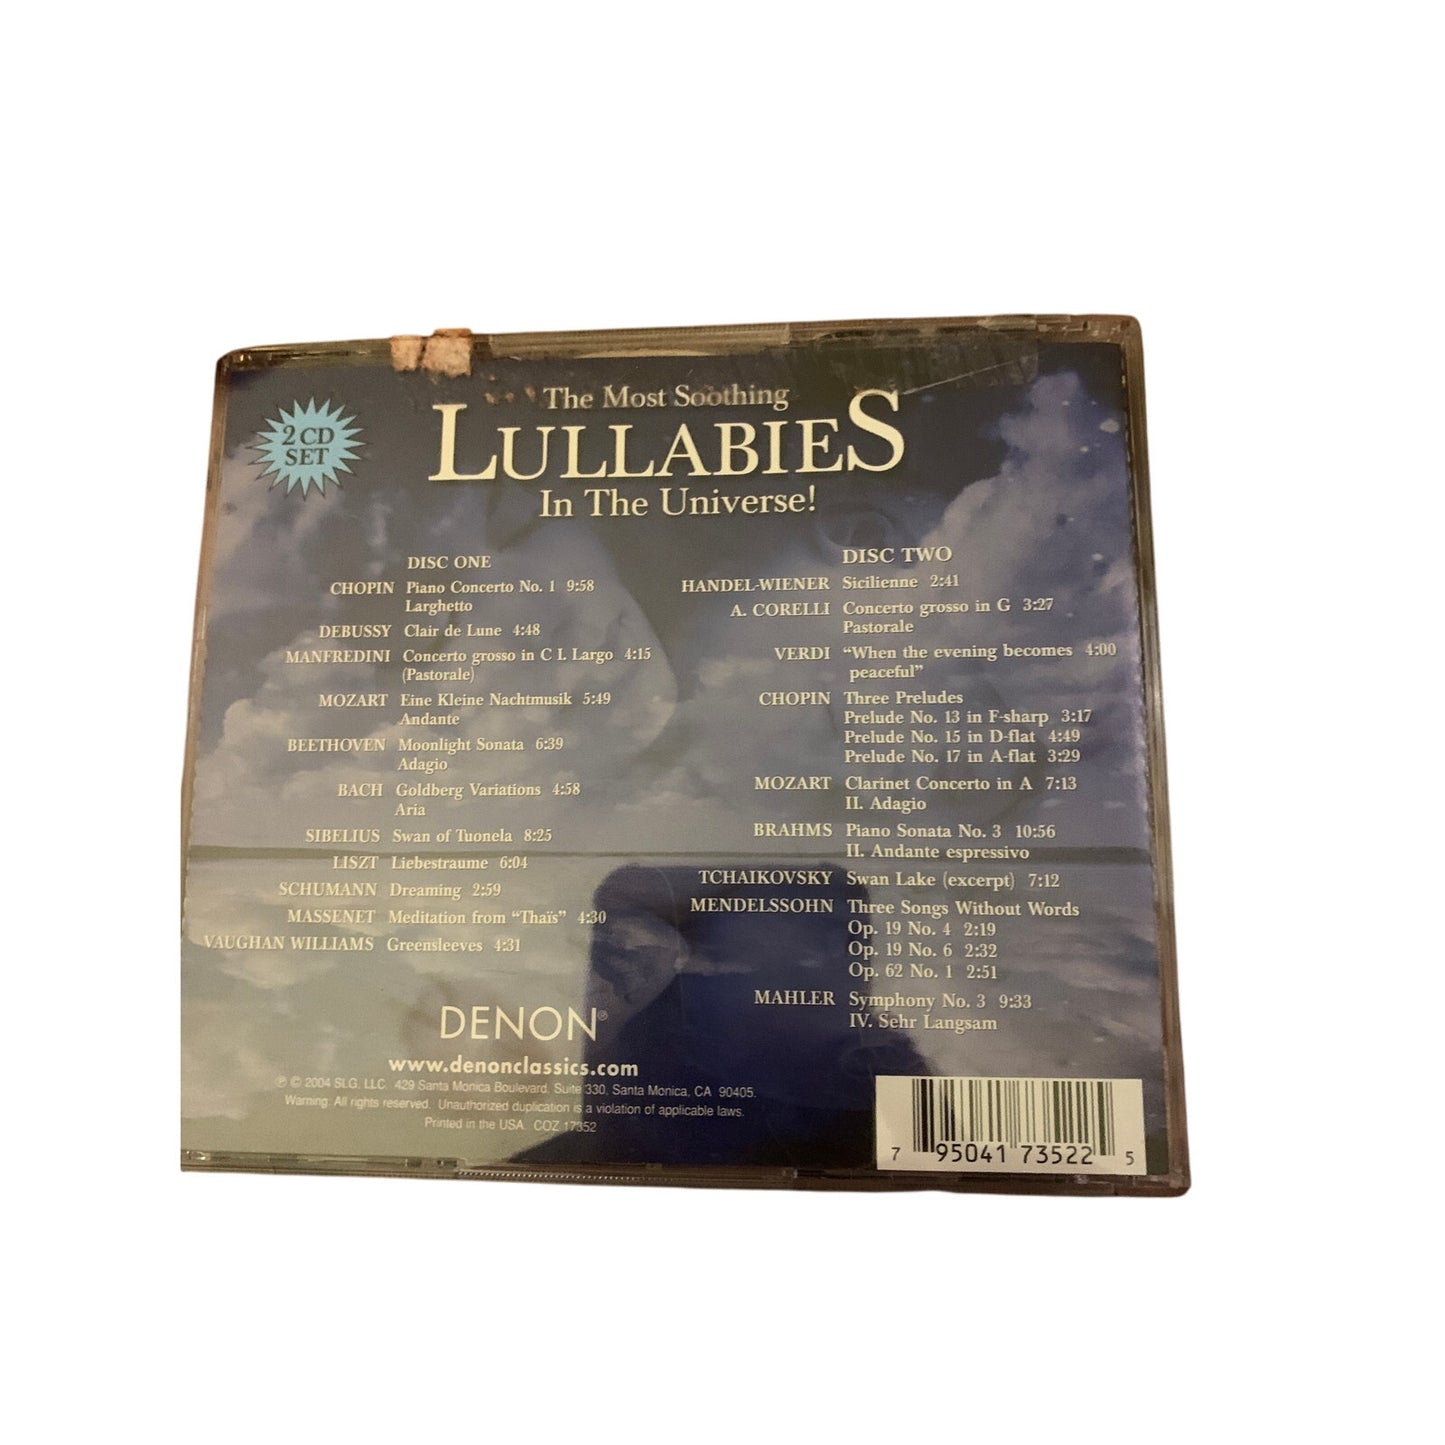 2 CD
SET
The Most Soothing
LULLABIES
In The Universe!
DISC ONE
CHOPIN Piano Concerto No. 1 9:58
Larghetto
DEBUSSY Clair de Lune 4:48
MANFREDINI Concerto grosso in C I. Largo 4:15
(Pastorale)
MOZART Eine Kleine Nachtmusik 5:49
Andante
BEETHOVEN Moonlight Sonata 6:39
Adagio
BACH Goldberg Variations 4:58
Aria
SIBELIUS Swan of Tuonela 8:25
LISZT Liebestraume 6:04
SCHUMANN Dreaming 2:59
MASSENET Meditation from “Thaïs” 4:30
VAUGHAN WILLIAMS Greensleeves 4:31
DISC TWO
HANDEL-WIENER Sicilienne 2:41
A. CORELLI Concerto grosso in G 3:27
Pastorale
VERDI “When the evening becomes 4:00
peaceful”
CHOPIN Three Preludes
Prelude No. 13 in F-sharp 3:17
Prelude No. 15 in D-flat 4:49
Prelude No. 17 in A-flat 3:29
MOZART Clarinet Concerto in A 7:13
II. Adagio
BRAHMS Piano Sonata No. 3 10:56
II. Andante espressivo
TCHAIKOVSKY Swan Lake (excerpt) 7:12
MENDELSSOHN Three Songs Without Words
Op. 19 No. 4 2:19
Op. 19 No. 6 2:32
Op. 62 No. 1 2:51
MAHLER Symphony No. 3 9:33
IV. Sehr Langsam
DENON®
www.denonclassics.com
℗ © 2004 SLG, LLC. 429 Santa Monica Boulevard, Suite 330, Santa Monica, CA 90405.
Warning: All rights reserved. Unauthorized duplication is a violation of applicable laws.
Printed in the USA. COZ 17352
7 95041 73522 5